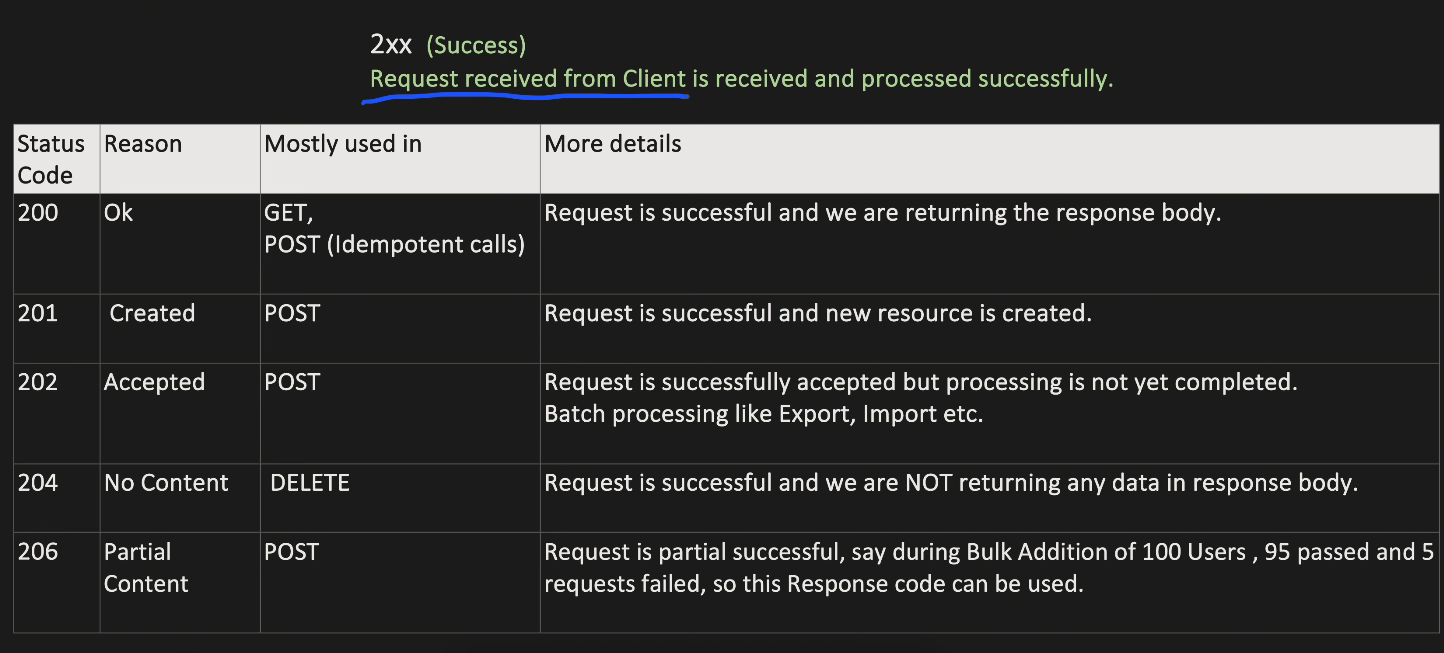 2xx (Success)
Request received from Client is received and processed successfully.
Status Code
Reason
Mostly used in
More details
200
Ok
GET,
POST (Idempotent calls)
Request is successful and we are returning the response body.
201
Created
POST
Request is successful and new resource is created.
202
Accepted
POST
Request is successfully accepted but processing is not yet completed.
Batch processing like Export, Import etc.
204
No Content
DELETE
Request is successful and we are NOT returning any data in response body.
206
Partial
Content
POST
Request is partial successful, say during Bulk Addition of 100 Users , 95 passed and 5
requests failed, so this Response code can be used.